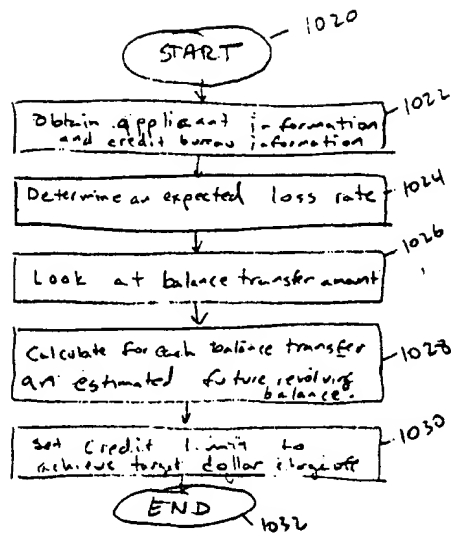 START
1020
Obtain applicant information
and credit bureau information
1022
Determine an expected loss rate
1024
Look at balance transfer amount
1026
Calculate for each balance transfer
an estimated future revolving
balance.
1028
Set credit limit to
achieve target dollar chargeoff
1030
END
1032